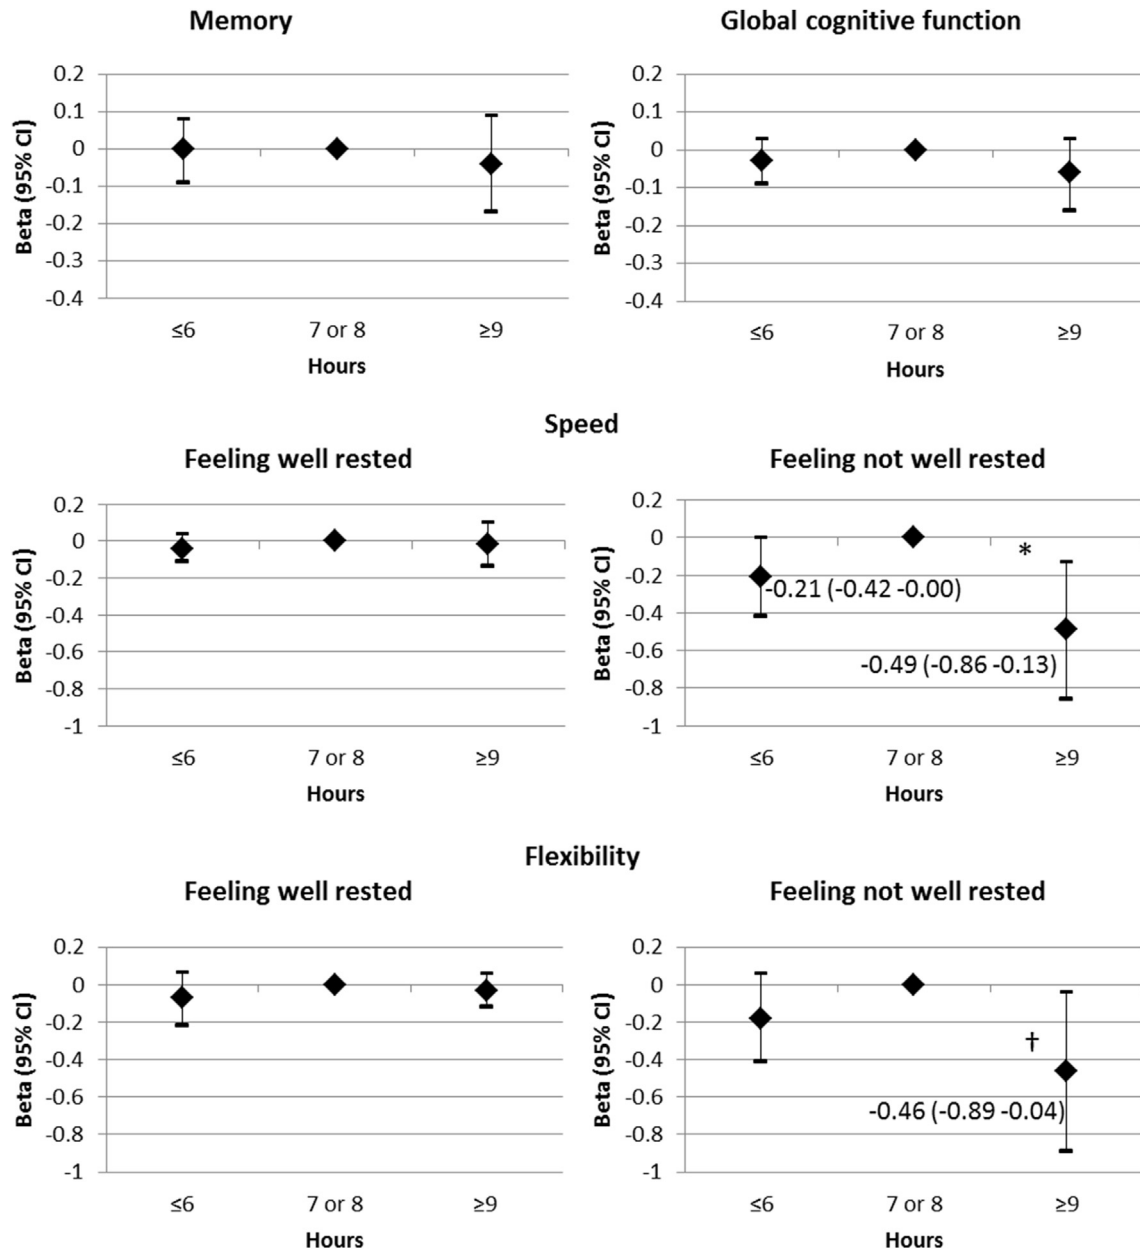 Memory
0.2
0.1
0
-0.1
-0.2
-0.3
-0.4
Beta (95% CI)
≤6 7 or 8 ≥9
Hours
Global cognitive function
0.2
0.1
0
-0.1
-0.2
-0.3
-0.4
Beta (95% CI)
≤6 7 or 8 ≥9
Hours
Speed
Feeling well rested
0.2
0
-0.2
-0.4
-0.6
-0.8
-1
Beta (95% CI)
≤6 7 or 8 ≥9
Hours
Feeling not well rested
0.2
0
-0.2
-0.4
-0.6
-0.8
-1
Beta (95% CI)
*
-0.21 (-0.42 -0.00)
-0.49 (-0.86 -0.13)
≤6 7 or 8 ≥9
Hours
Flexibility
Feeling well rested
0.2
0
-0.2
-0.4
-0.6
-0.8
-1
Beta (95% CI)
≤6 7 or 8 ≥9
Hours
Feeling not well rested
0.2
0
-0.2
-0.4
-0.6
-0.8
-1
Beta (95% CI)
†
-0.46 (-0.89 -0.04)
≤6 7 or 8 ≥9
Hours